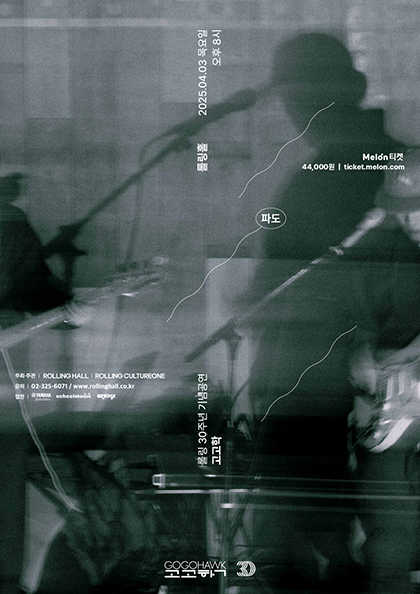 2025.04.03 목요일
오후 8시
롤링홀
Melon 티켓
44,000원 | ticket.melon.com
파도
주최·주관 | ROLLING HALL | ROLLING CULTUREONE
문의 | 02-325-6071 / www.rollinghall.co.kr
협찬 | YAMAHA
롤링 30주년 기념공연
고고학
GOGOHAWK
고고학
30